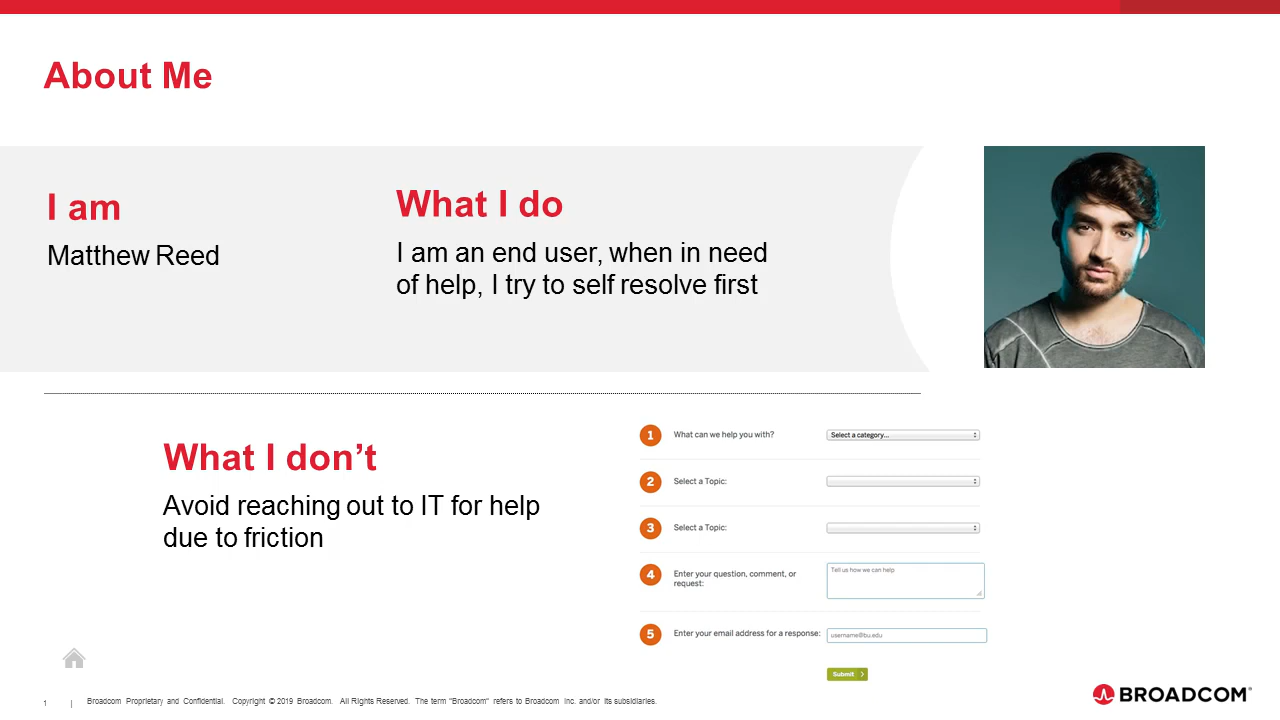 About Me
I am
Matthew Reed
What I do
I am an end user, when in need
of help, I try to self resolve first
What I don’t
Avoid reaching out to IT for help
due to friction
1 What can we help you with? Select a category...
2 Select a Topic:
3 Select a Topic:
4 Enter your question, comment, or
request:
Tell us how we can help
5 Enter your email address for a response: username@bu.edu
Submit
1 | Broadcom Proprietary and Confidential. Copyright © 2019 Broadcom. All Rights Reserved. The term "Broadcom" refers to Broadcom Inc. and/or its subsidiaries.
BROADCOM®